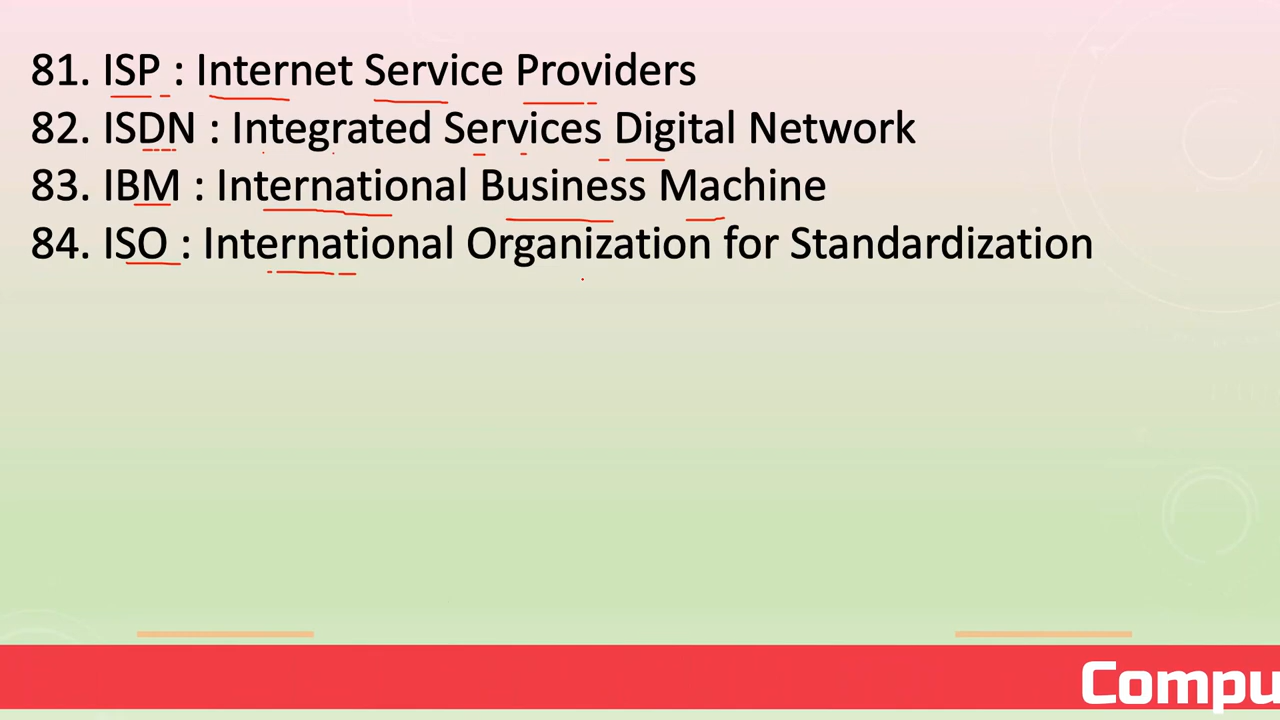 81. ISP : Internet Service Providers
82. ISDN : Integrated Services Digital Network
83. IBM : International Business Machine
84. ISO : International Organization for Standardization
Compu